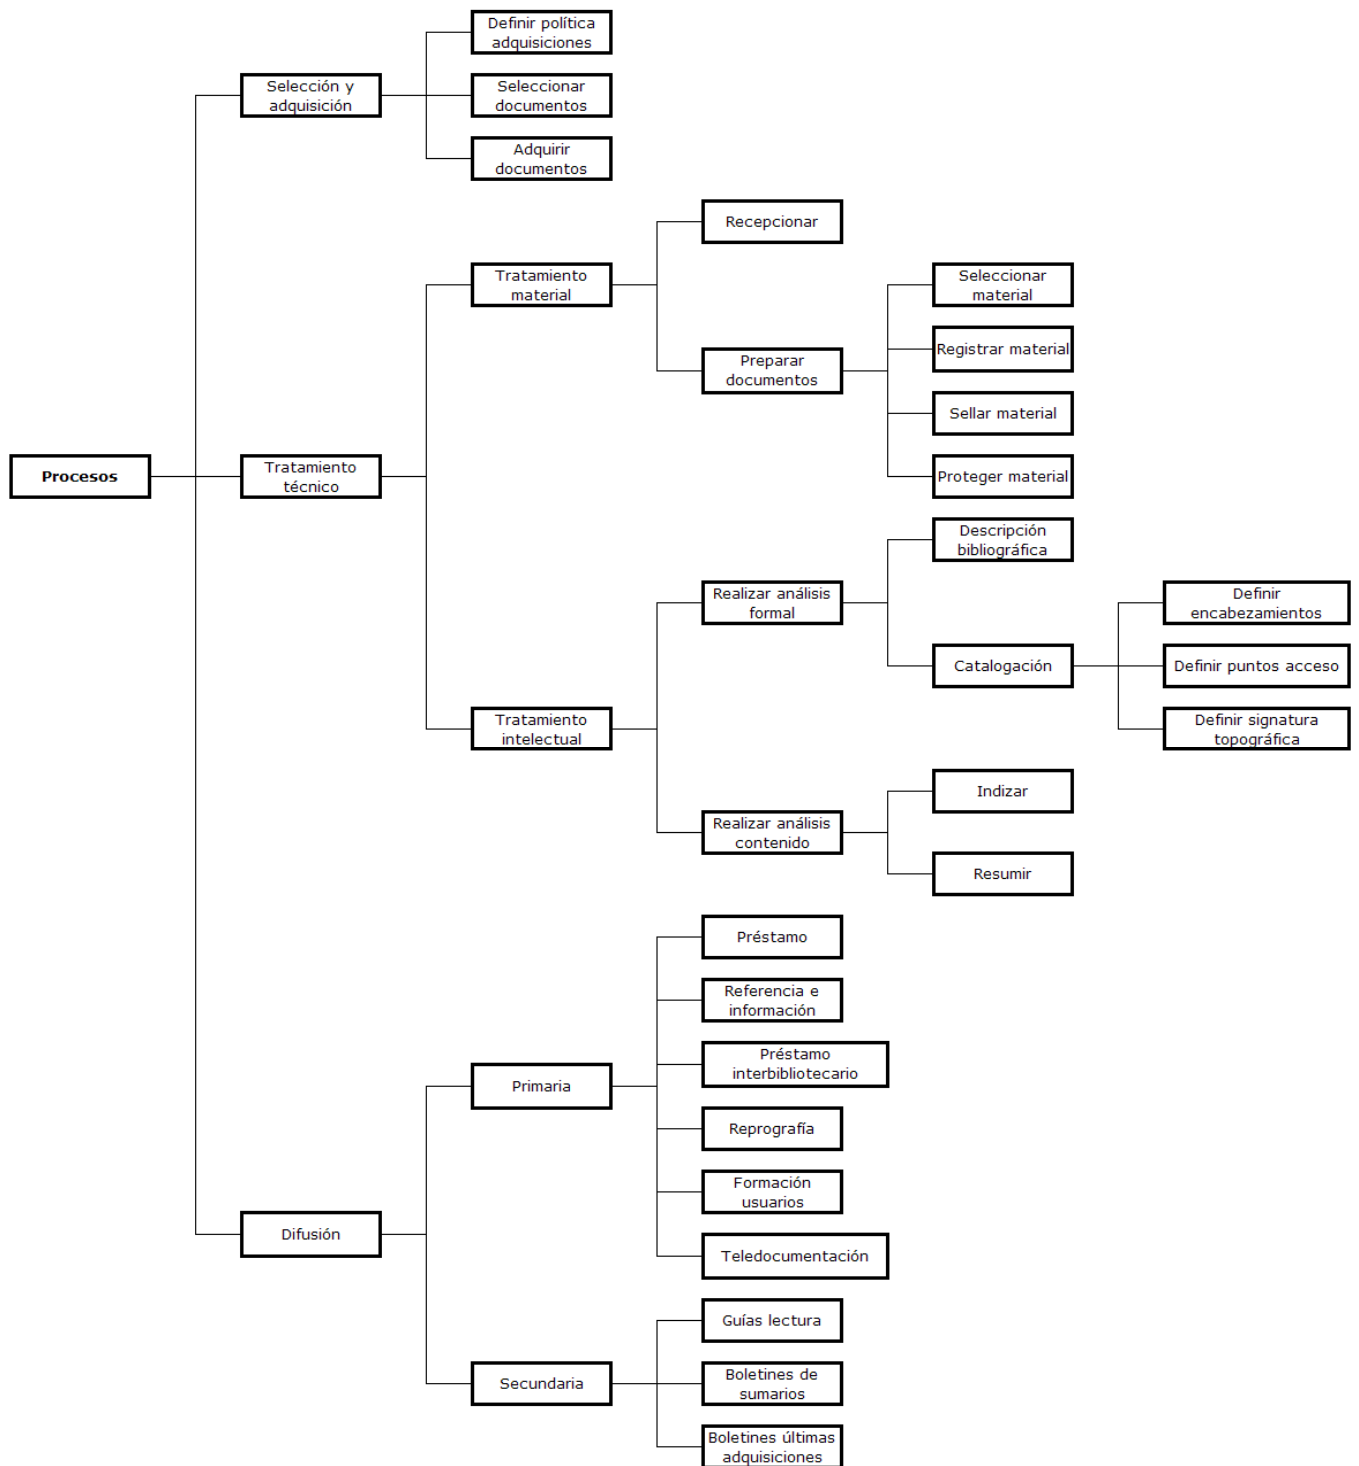 Procesos
Selección y
adquisición
Definir política
adquisiciones
Seleccionar
documentos
Adquirir
documentos
Tratamiento
técnico
Tratamiento
material
Recepcionar
Preparar
documentos
Seleccionar
material
Registrar material
Sellar material
Proteger material
Tratamiento
intelectual
Realizar análisis
formal
Descripción
bibliográfica
Catalogación
Definir
encabezamientos
Definir puntos acceso
Definir signatura
topográfica
Realizar análisis
contenido
Indizar
Resumir
Difusión
Primaria
Préstamo
Referencia e
información
Préstamo
interbibliotecario
Reprografía
Formación
usuarios
Teledocumentación
Secundaria
Guías lectura
Boletines de
sumarios
Boletines últimas
adquisiciones